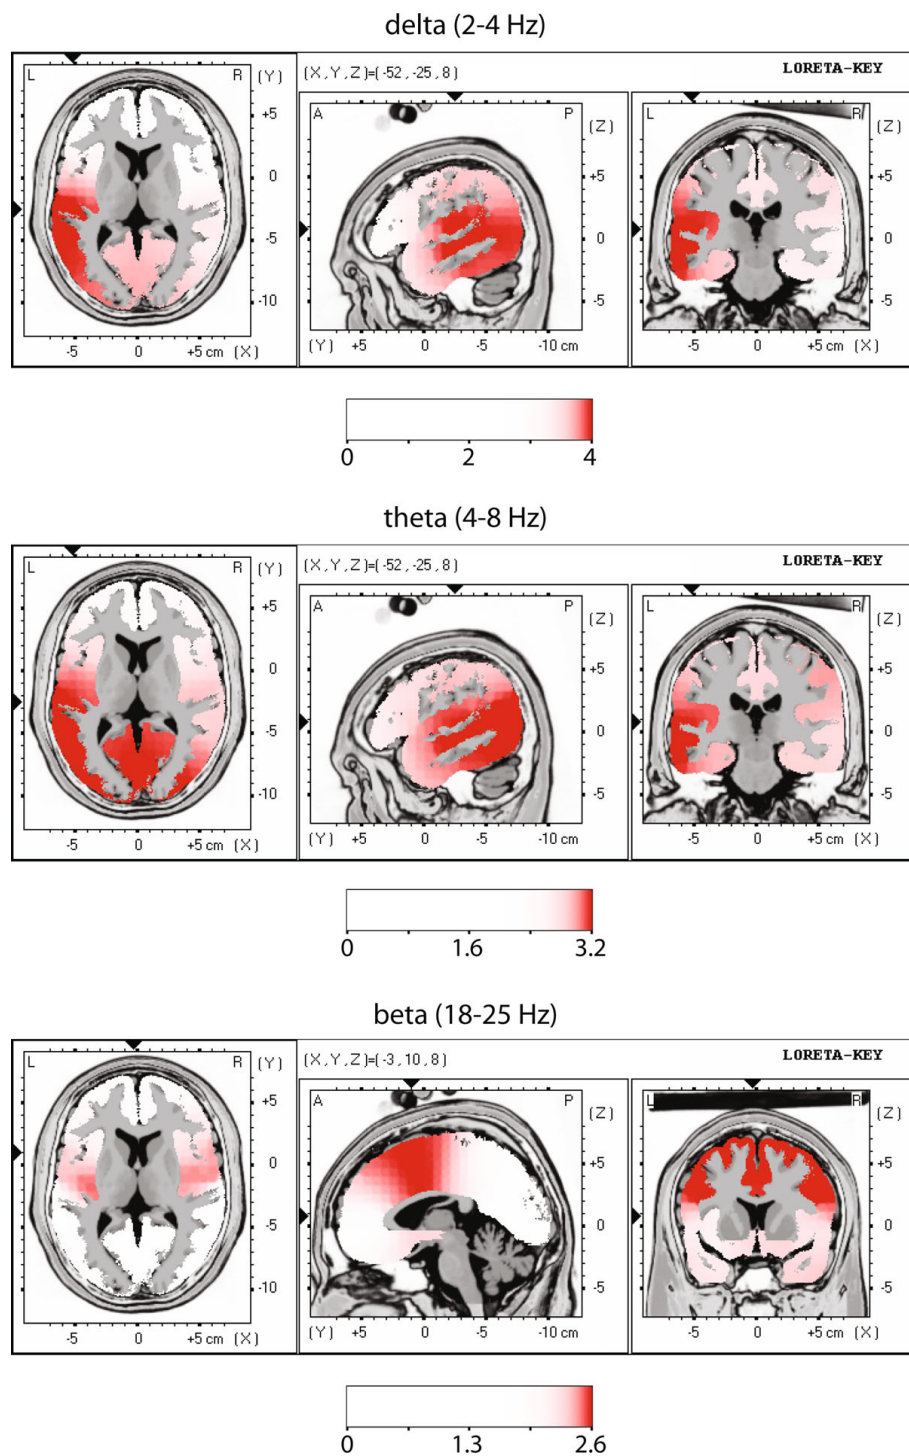 delta (2-4 Hz)
L R (Y) (X,Y,Z)=(-52,-25,8) LORETA-KEY
+5 0 -5 -10
-5 0 +5 cm (X)
A P (Z)
+5 0 -5
(Y) +5 0 -5 -10 cm
L R (Z)
+5 0 -5
-5 0 +5 cm (X)
0 2 4
theta (4-8 Hz)
L R (Y) (X,Y,Z)=(-52,-25,8) LORETA-KEY
+5 0 -5 -10
-5 0 +5 cm (X)
A P (Z)
+5 0 -5
(Y) +5 0 -5 -10 cm
L R (Z)
+5 0 -5
-5 0 +5 cm (X)
0 1.6 3.2
beta (18-25 Hz)
L R (Y) (X,Y,Z)=(-3,10,8) LORETA-KEY
+5 0 -5 -10
-5 0 +5 cm (X)
A P (Z)
+5 0 -5
(Y) +5 0 -5 -10 cm
L R (Z)
+5 0 -5
-5 0 +5 cm (X)
0 1.3 2.6